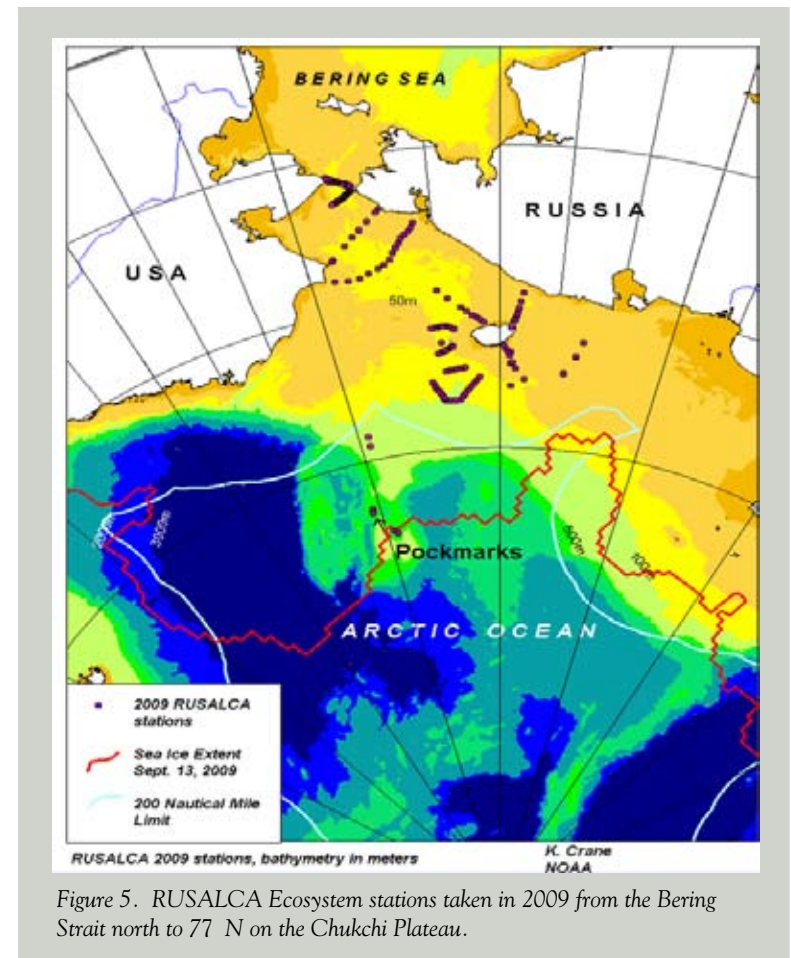 BERING SEA
RUSSIA
USA
50m
3500m
500m
100m
Pockmarks
ARCTIC OCEAN
2009 RUSALCA
stations
Sea Ice Extent
Sept. 13, 2009
200 Nautical Mile
Limit
RUSALCA 2009 stations, bathymetry in meters
K. Crane
NOAA
Figure 5. RUSALCA Ecosystem stations taken in 2009 from the Bering
Strait north to 77 N on the Chukchi Plateau.